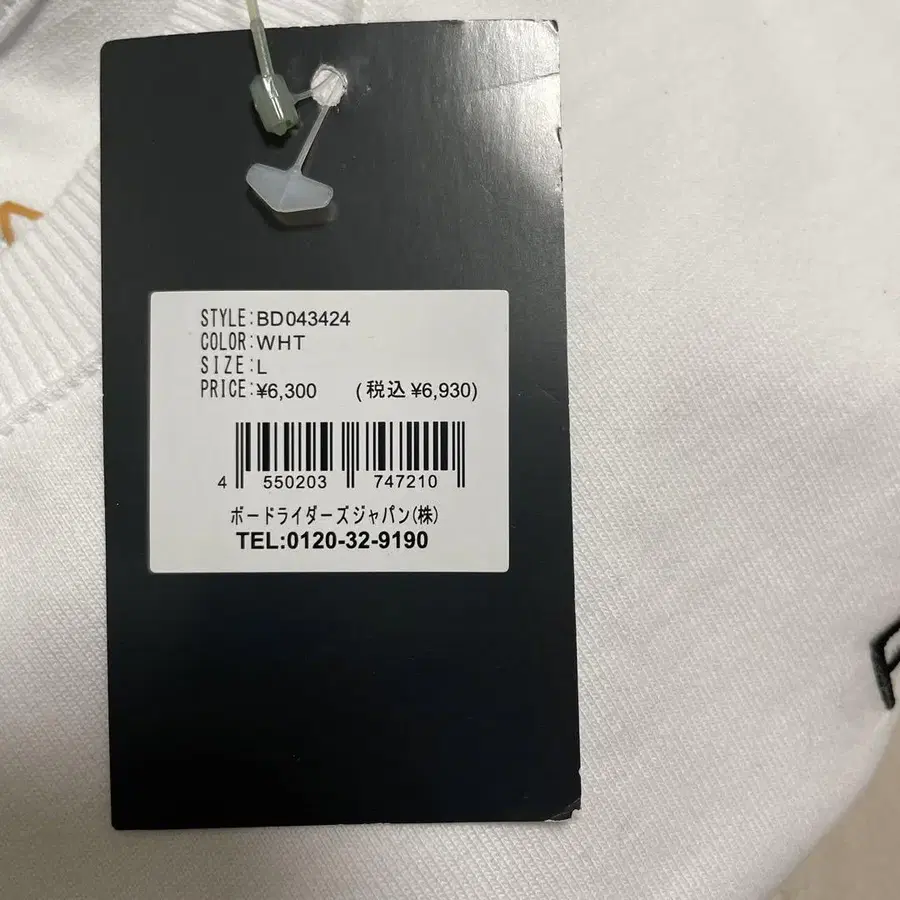 STYLE:BD043424
COLOR:WHT
SIZE:L
PRICE:¥6,300 (税込 ¥6,930)
4 550203 747210
ボードライダーズジャパン(株)
TEL:0120-32-9190